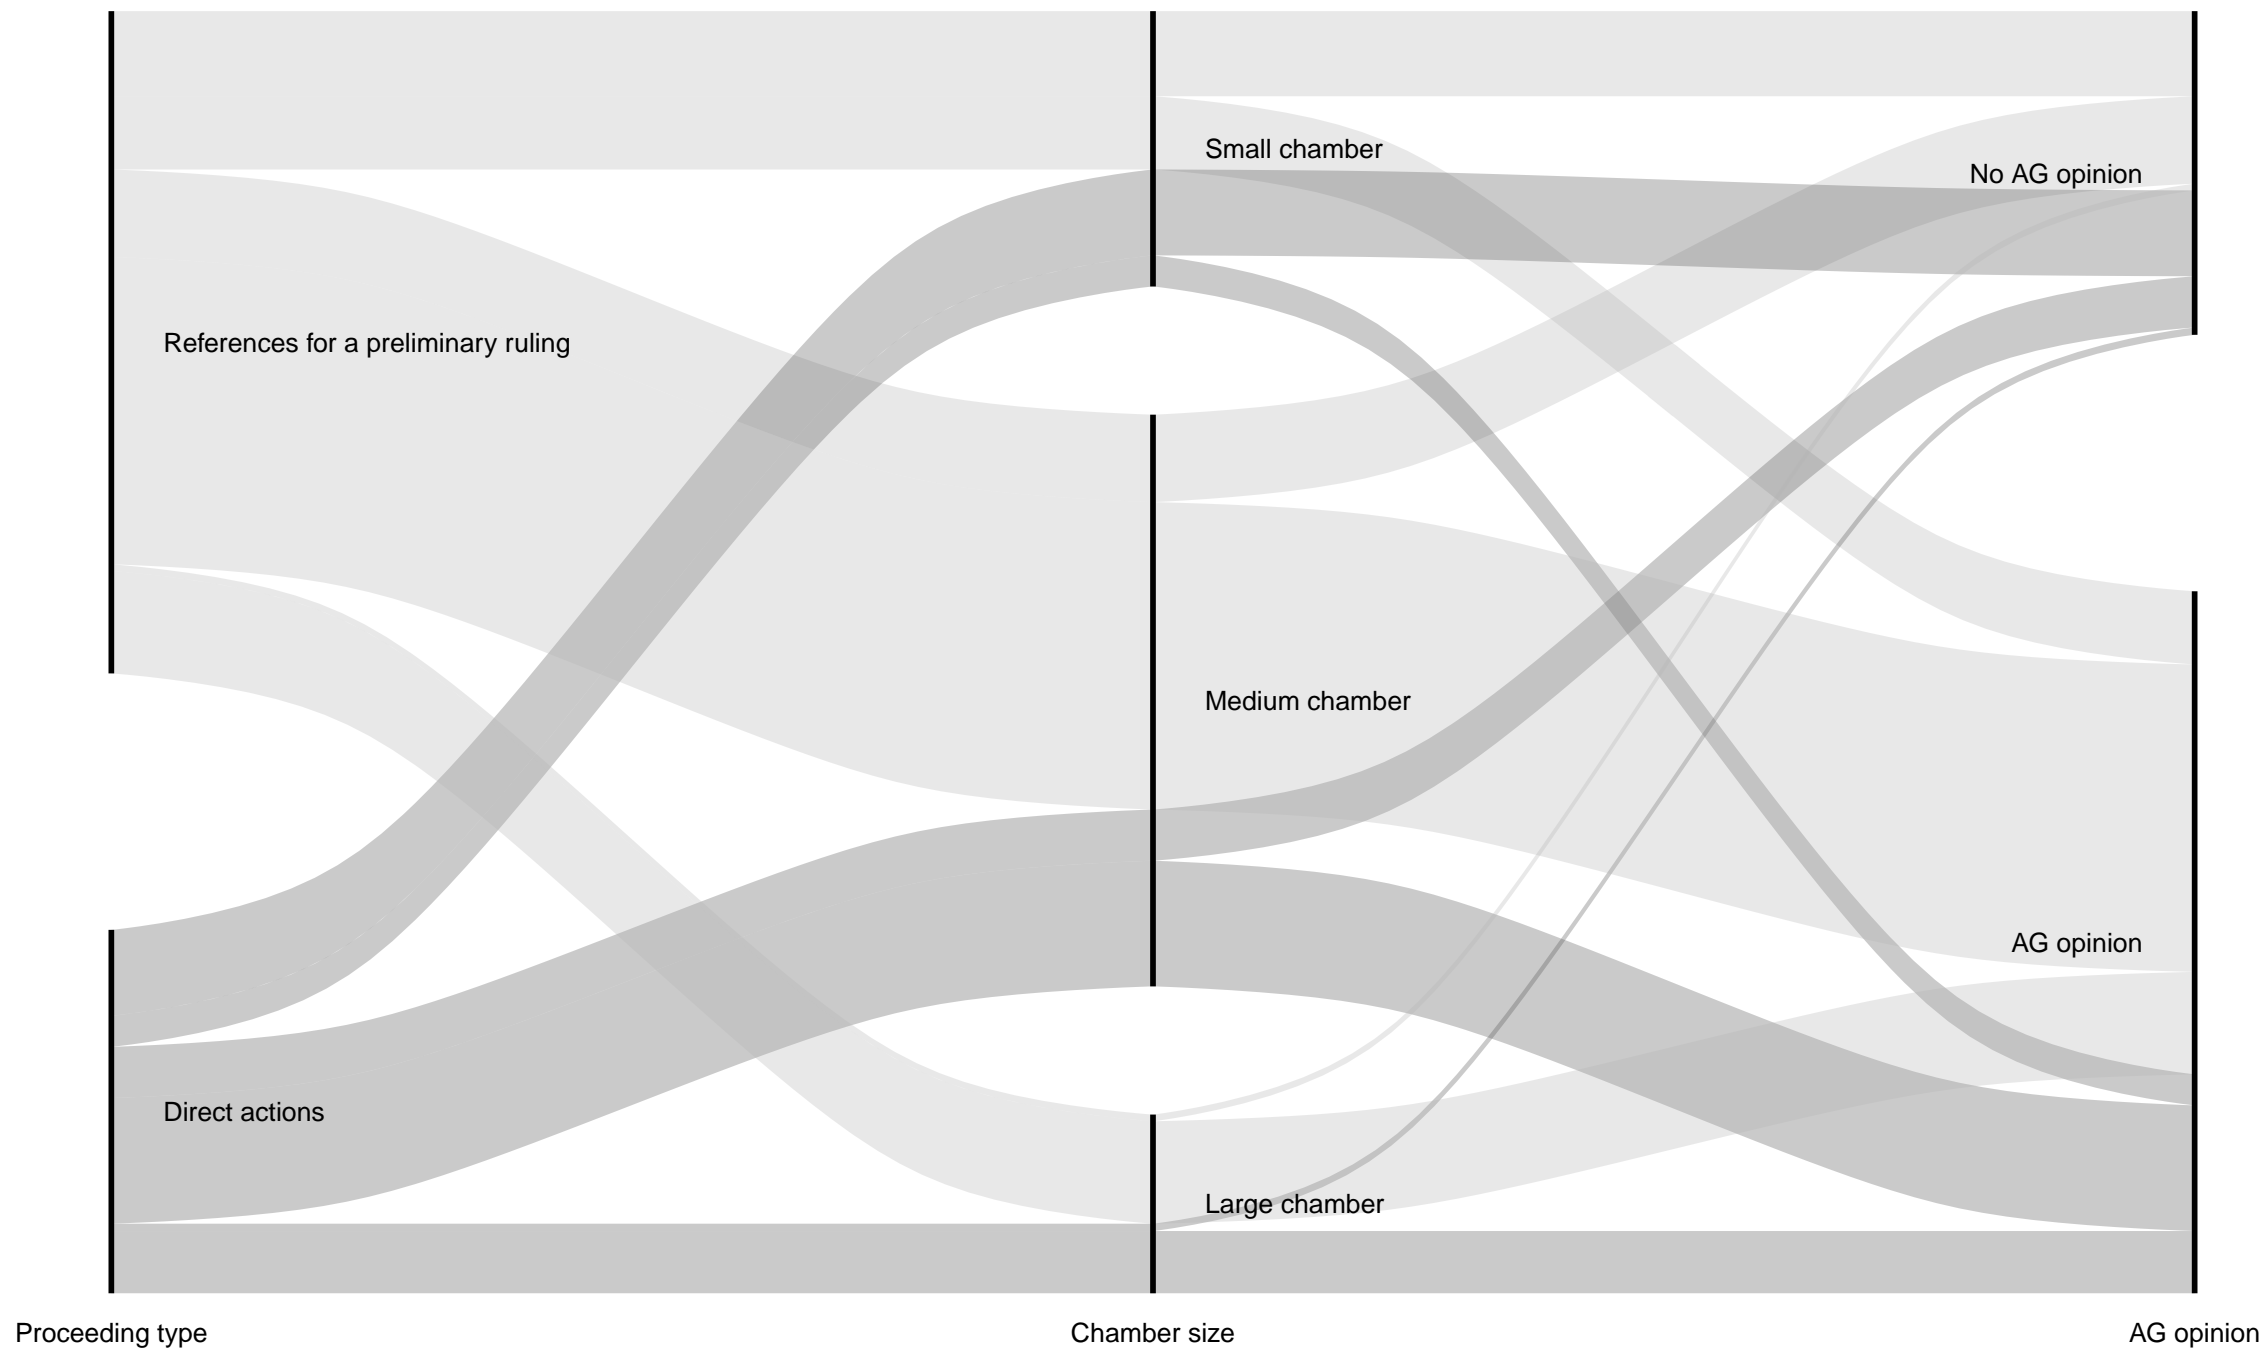 Small chamber
No AG opinion
References for a preliminary ruling
Medium chamber
AG opinion
Direct actions
Large chamber
Proceeding type
Chamber size
AG opinion